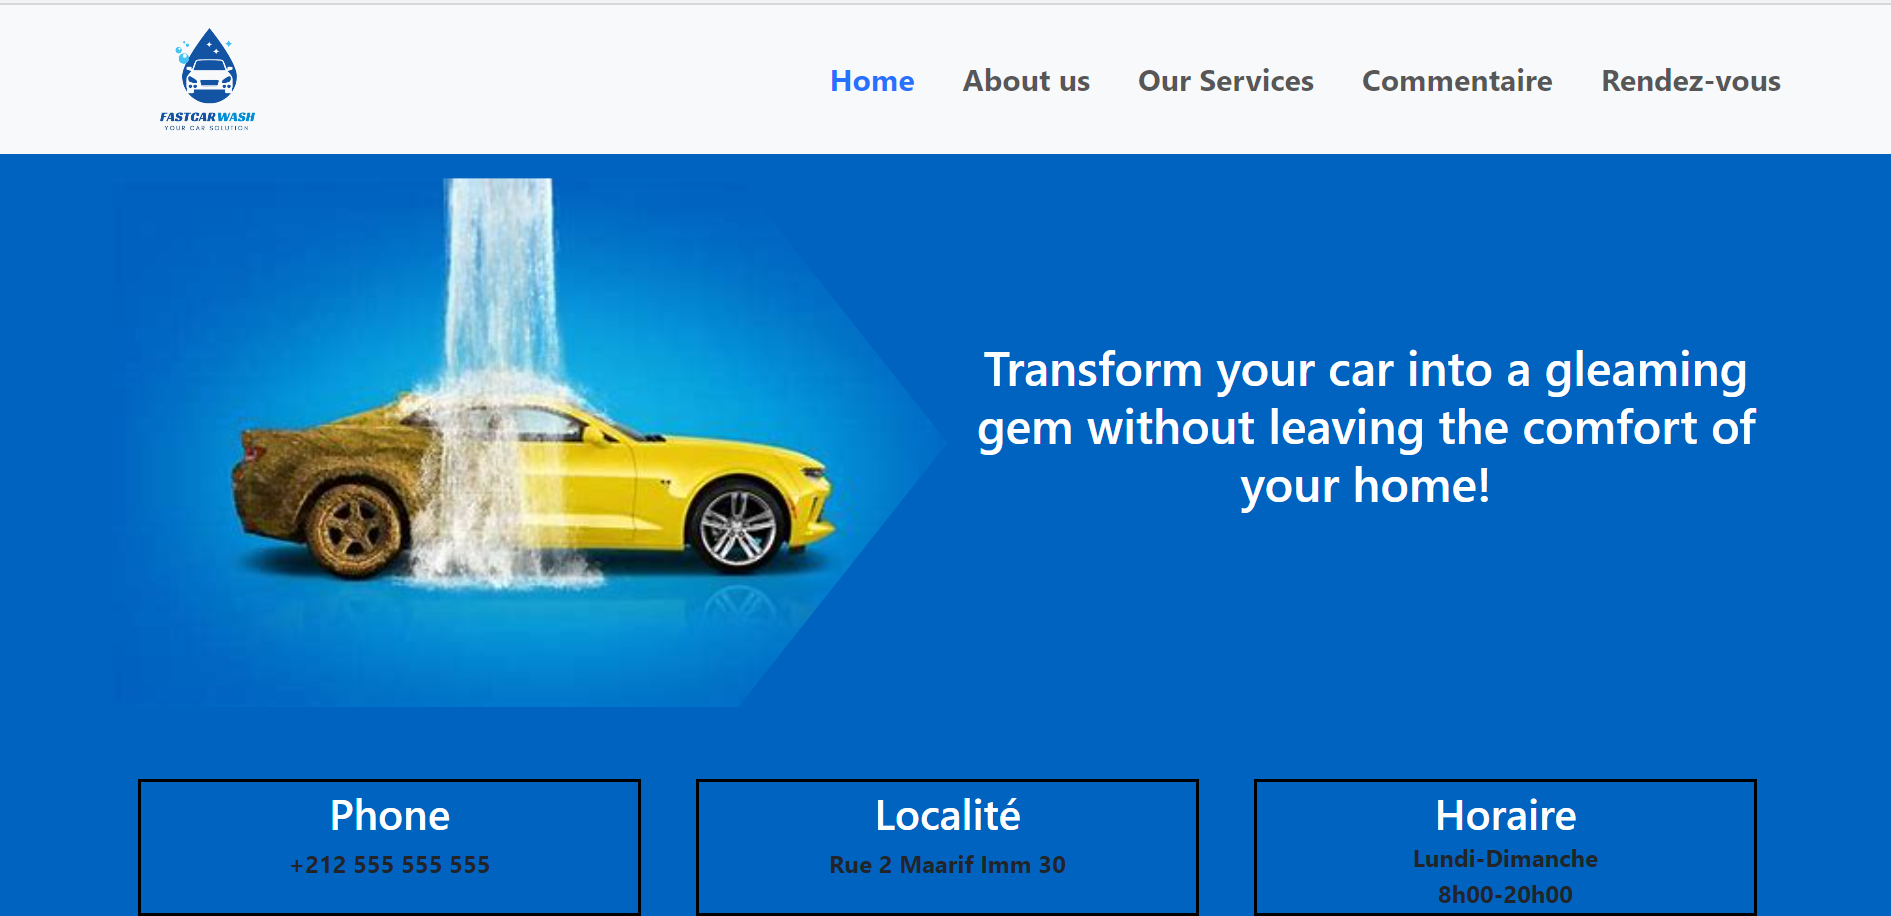 FASTCAR WASH
YOUR CAR SOLUTION
Home About us Our Services Commentaire Rendez-vous
Transform your car into a gleaming
gem without leaving the comfort of
your home!
Phone
+212 555 555 555
Localité
Rue 2 Maarif Imm 30
Horaire
Lundi-Dimanche
8h00-20h00